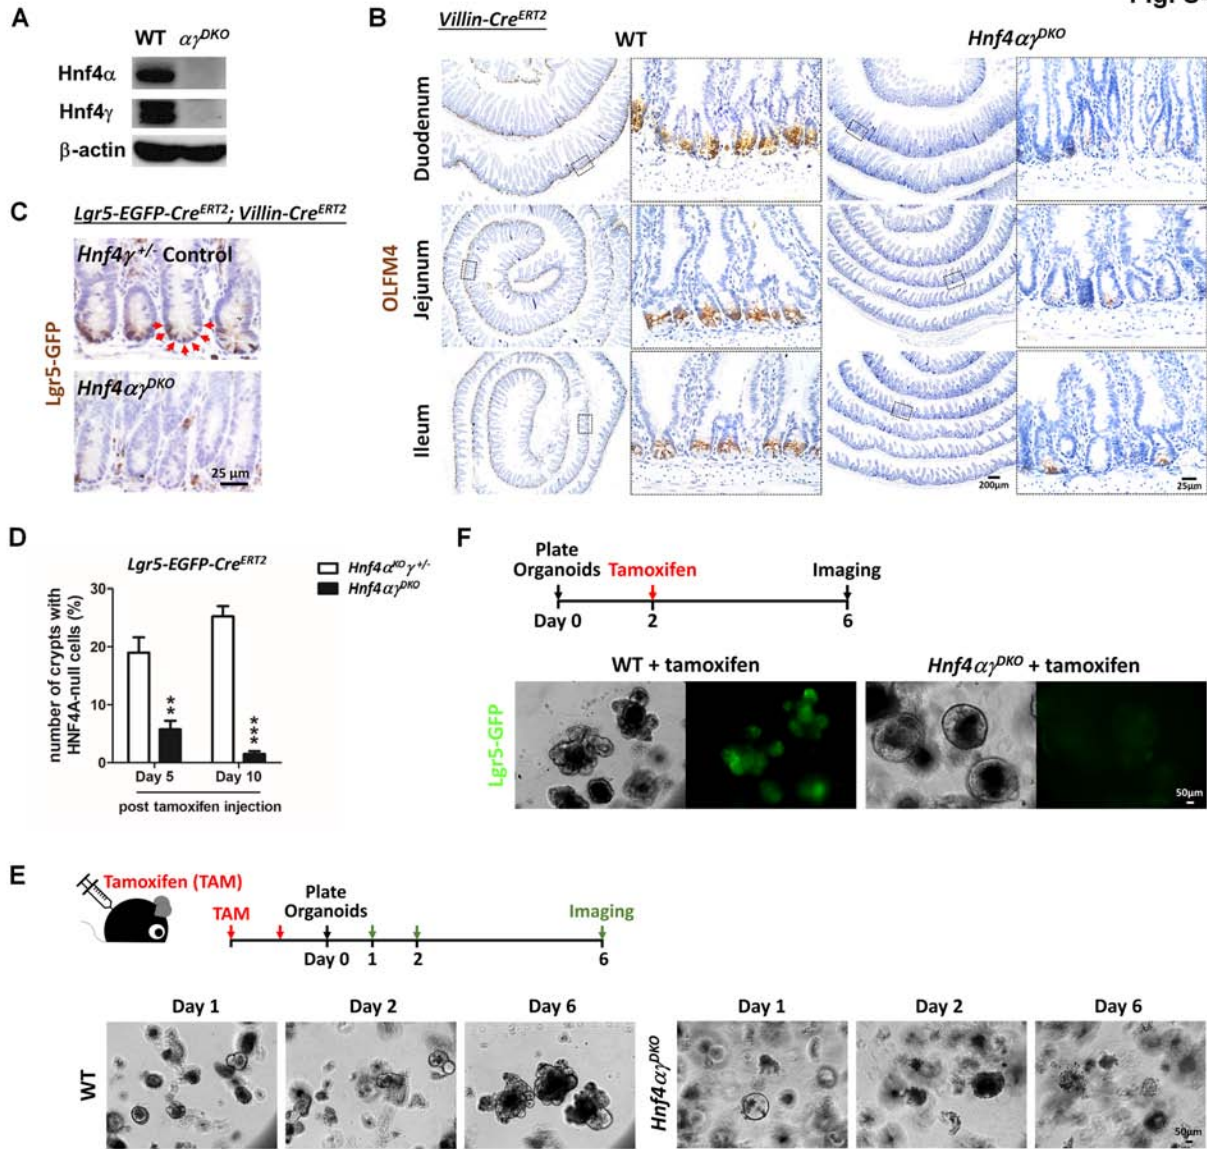 A
WT αγDKO
Hnf4α
Hnf4γ
β-actin
B
Villin-CreERT2
WT
Hnf4αγDKO
OLFM4
Duodenum
Jejunum
Ileum
200µm
25µm
C
Lgr5-EGFP-CreERT2; Villin-CreERT2
Lgr5-GFP
Hnf4γ+/- Control
Hnf4αγDKO
25 µm
D
Lgr5-EGFP-CreERT2
Hnf4αKOγ+/-
Hnf4αγDKO
number of crypts with
HNF4A-null cells (%)
30
20
10
0
**
***
Day 5
Day 10
post tamoxifen injection
F
Plate
Organoids
Tamoxifen
Imaging
Day 0
2
6
WT + tamoxifen
Hnf4αγDKO + tamoxifen
Lgr5-GFP
50µm
E
Tamoxifen (TAM)
TAM
Plate
Organoids
Imaging
Day 0
1
2
6
Day 1
Day 2
Day 6
Day 1
Day 2
Day 6
WT
Hnf4αγDKO
50µm